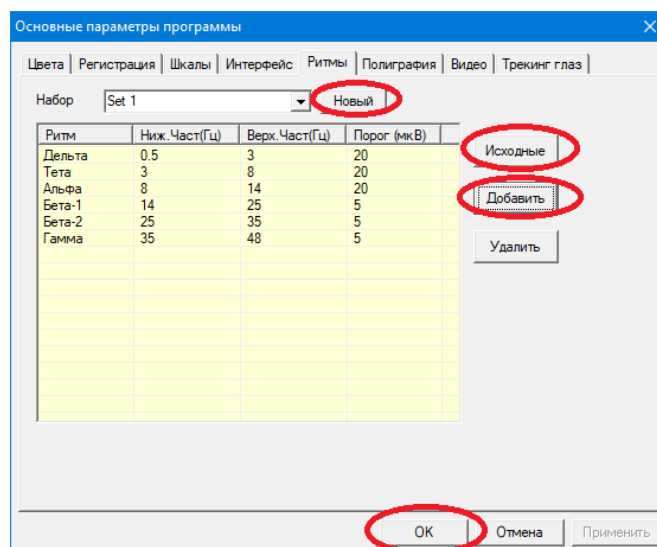 Основные параметры программы
Цвета Регистрация Шкалы Интерфейс Ритмы Полиграфия Видео Трекинг глаз
Набор Set 1 Новый
Ритм Ниж.Част(Гц) Верх.Част(Гц) Порог (мкВ)
Дельта 0.5 3 20
Тета 3 8 20
Альфа 8 14 20
Бета-1 14 25 5
Бета-2 25 35 5
Гамма 35 48 5
Исходные
Добавить
Удалить
OK Отмена Применить